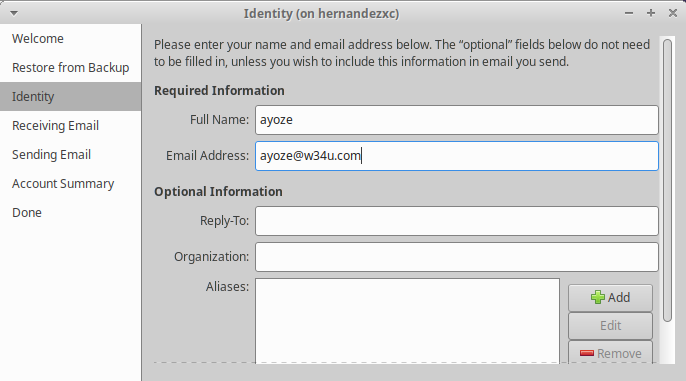 Identity (on hernandezxc)
Welcome
Restore from Backup
Identity
Receiving Email
Sending Email
Account Summary
Done
Please enter your name and email address below. The “optional” fields below do not need
to be filled in, unless you wish to include this information in email you send.
Required Information
Full Name: ayoze
Email Address: ayoze@w34u.com
Optional Information
Reply-To:
Organization:
Aliases:
Add
Edit
Remove